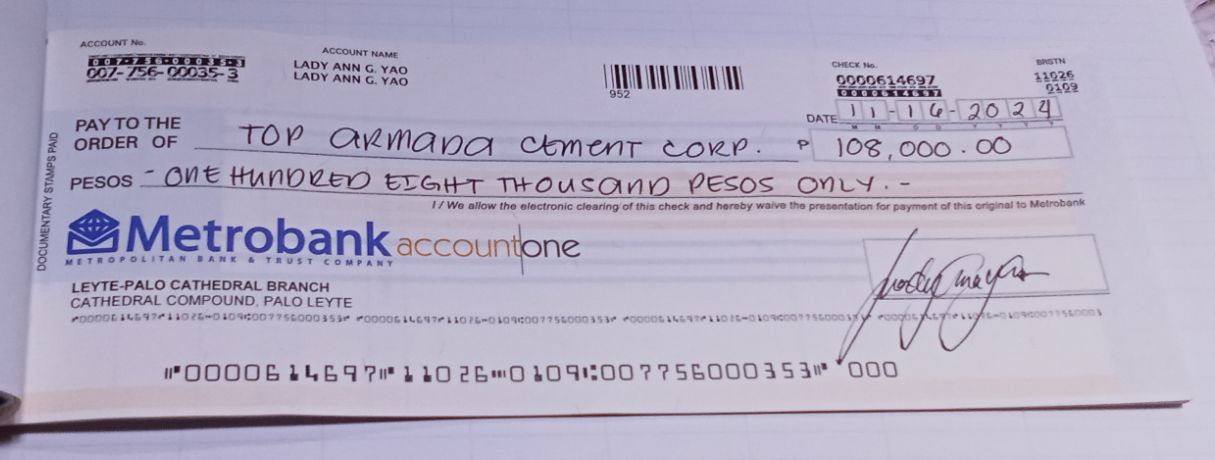 ACCOUNT No.
007-756-00035-3
007-756-00035-3
ACCOUNT NAME
LADY ANN G. YAO
LADY ANN G. YAO
952
CHECK No.
0000614697
0000614697
BRSTN
11026
0109
DATE 11-16-2024
M M D D Y Y Y Y
DOCUMENTARY STAMPS PAID
PAY TO THE
ORDER OF TOP ARMADA CEMENT CORP. P 108,000.00
PESOS - ONE HUNDRED EIGHT THOUSAND PESOS ONLY. -
I / We allow the electronic clearing of this check and hereby waive the presentation for payment of this original to Metrobank
Metrobank accountone
METROPOLITAN BANK & TRUST COMPANY
LEYTE-PALO CATHEDRAL BRANCH
CATHEDRAL COMPOUND, PALO LEYTE
⑈0000614697⑈11026⑉0109⑆007756000353⑈ 000